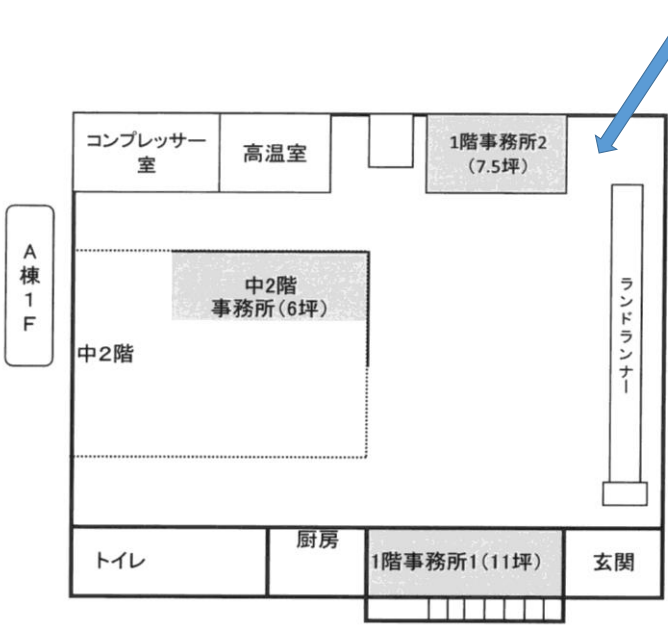 コンプレッサー
室
高温室
1階事務所2
(7.5坪)
A棟1F
中2階
事務所(6坪)
中2階
ランドランナー
トイレ
厨房
1階事務所1(11坪)
玄関